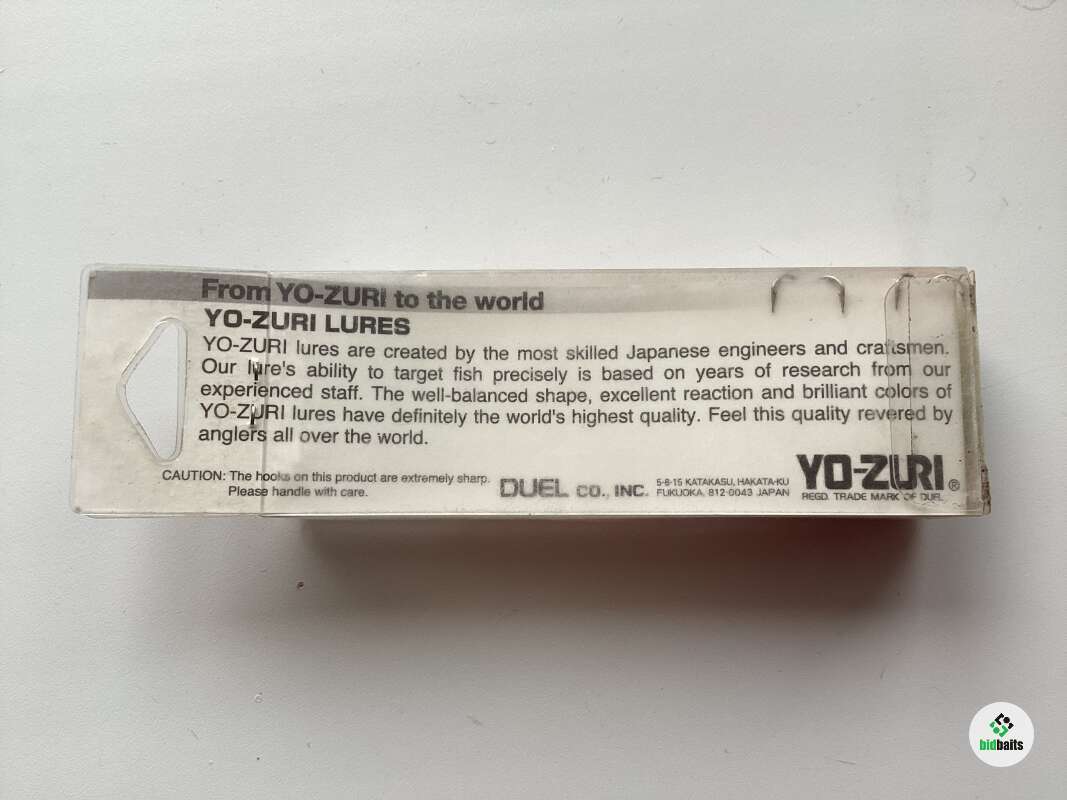 From YO-ZURI to the world
YO-ZURI LURES
YO-ZURI lures are created by the most skilled Japanese engineers and craftsmen.
Our lure's ability to target fish precisely is based on years of research from our
experienced staff. The well-balanced shape, excellent reaction and brilliant colors of
YO-ZURI lures have definitely the world's highest quality. Feel this quality revered by
anglers all over the world.
CAUTION: The hooks on this product are extremely sharp.
Please handle with care.
DUEL CO., INC.
5-8-15 KATAKASU, HAKATA-KU
FUKUOKA, 812-0043 JAPAN
YO-ZURI®
REGD. TRADE MARK OF DUEL
bidbaits